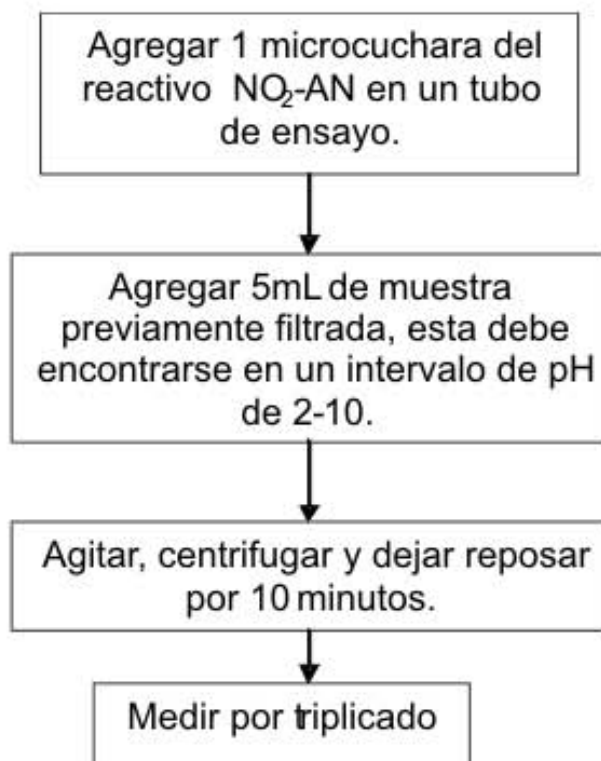 Agregar 1 microcuchara del
reactivo NO₂-AN en un tubo
de ensayo.
Agregar 5mL de muestra
previamente filtrada, esta debe
encontrarse en un intervalo de pH
de 2-10.
Agitar, centrifugar y dejar reposar
por 10 minutos.
Medir por triplicado